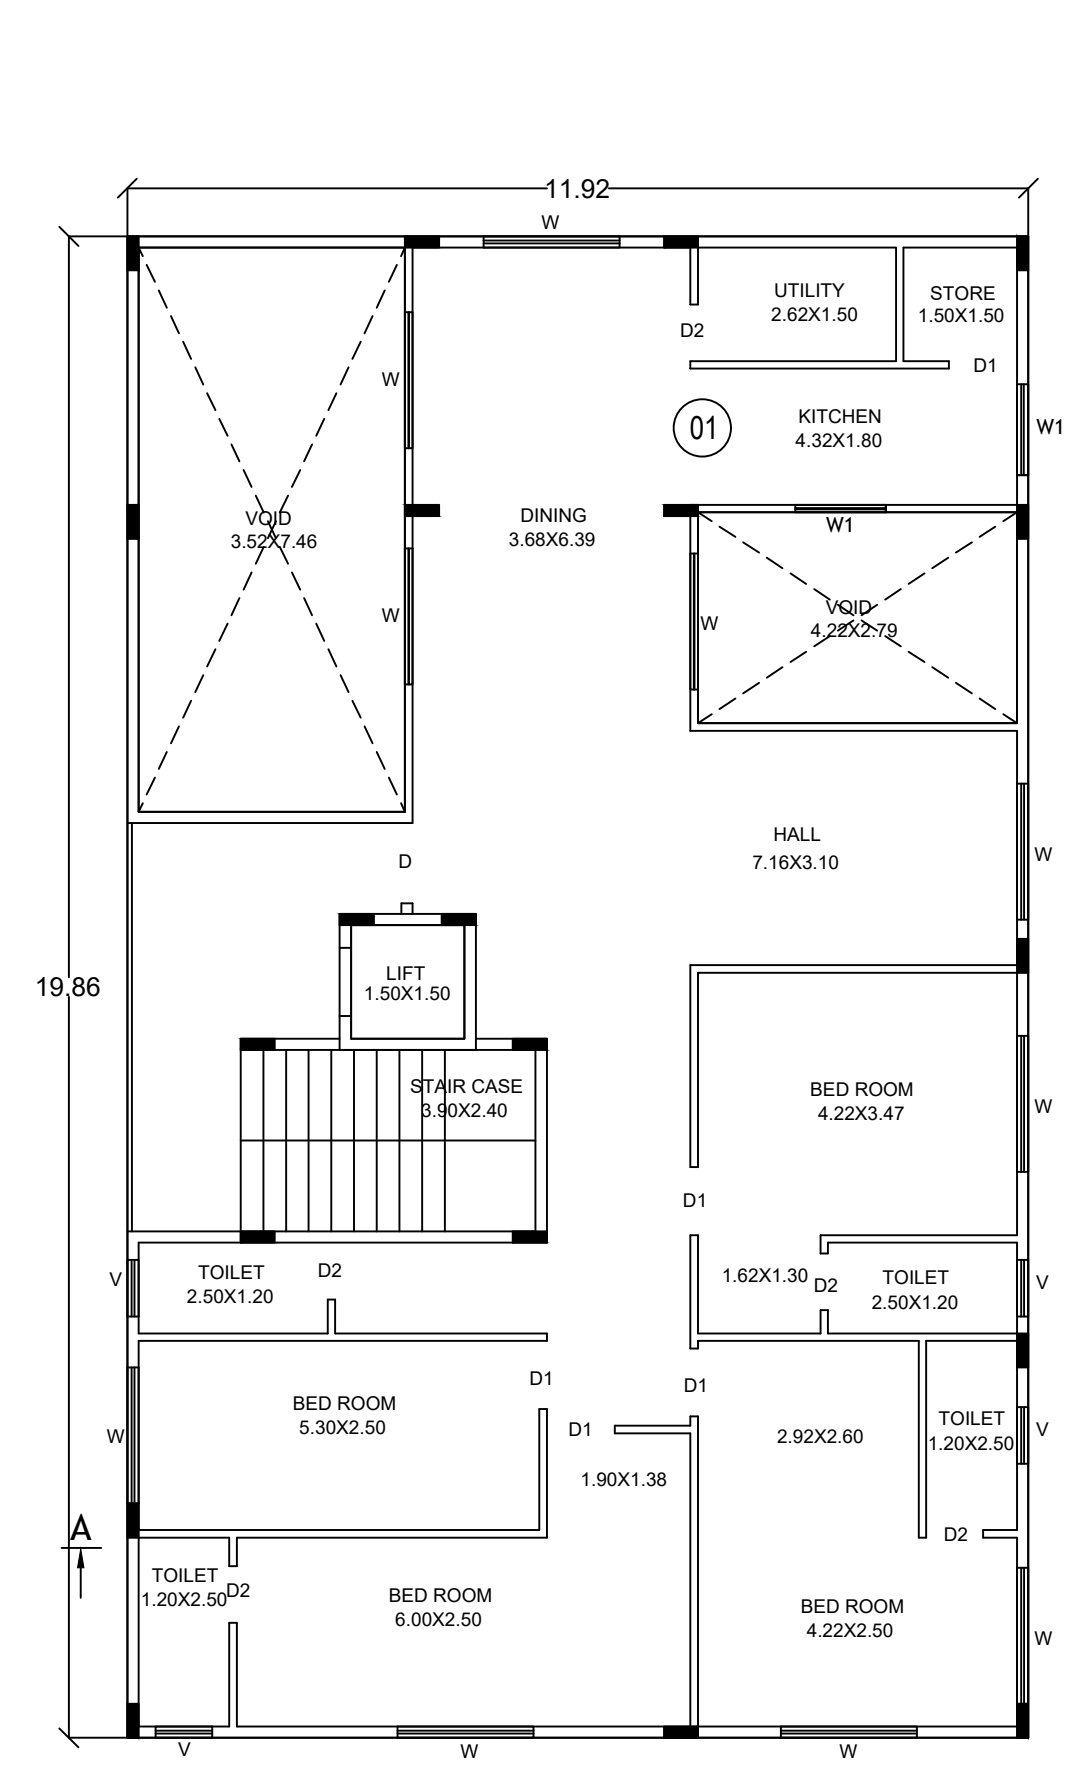 11.92
W
UTILITY
2.62X1.50
STORE
1.50X1.50
D2
D1
W
01
KITCHEN
4.32X1.80
W1
VOID
3.52X7.46
DINING
3.68X6.39
W1
W
W
VOID
4.22X2.79
HALL
7.16X3.10
W
D
19.86
LIFT
1.50X1.50
STAIR CASE
3.90X2.40
BED ROOM
4.22X3.47
W
D1
V
TOILET
2.50X1.20
D2
1.62X1.30
D2
TOILET
2.50X1.20
V
BED ROOM
5.30X2.50
W
D1
D1
D1
2.92X2.60
TOILET
1.20X2.50
V
1.90X1.38
A
D2
TOILET
1.20X2.50
D2
BED ROOM
6.00X2.50
BED ROOM
4.22X2.50
W
V
W
W